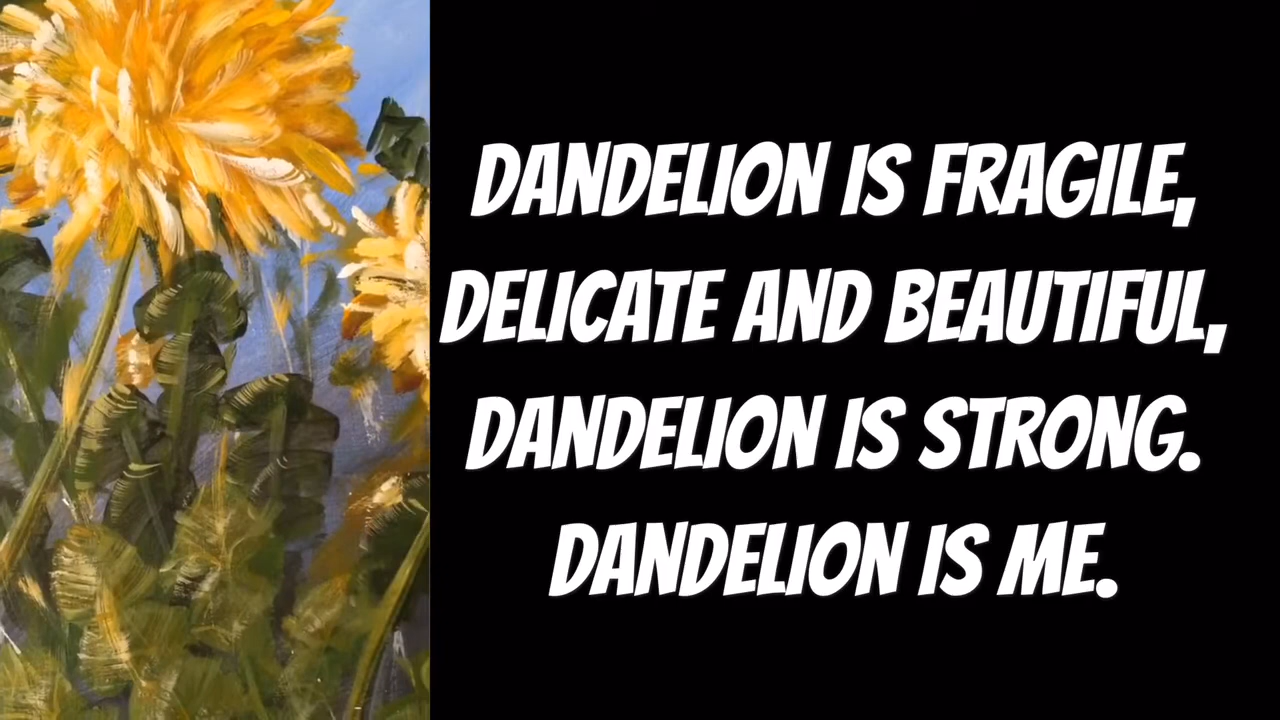 DANDELION IS FRAGILE,
DELICATE AND BEAUTIFUL,
DANDELION IS STRONG.
DANDELION IS ME.